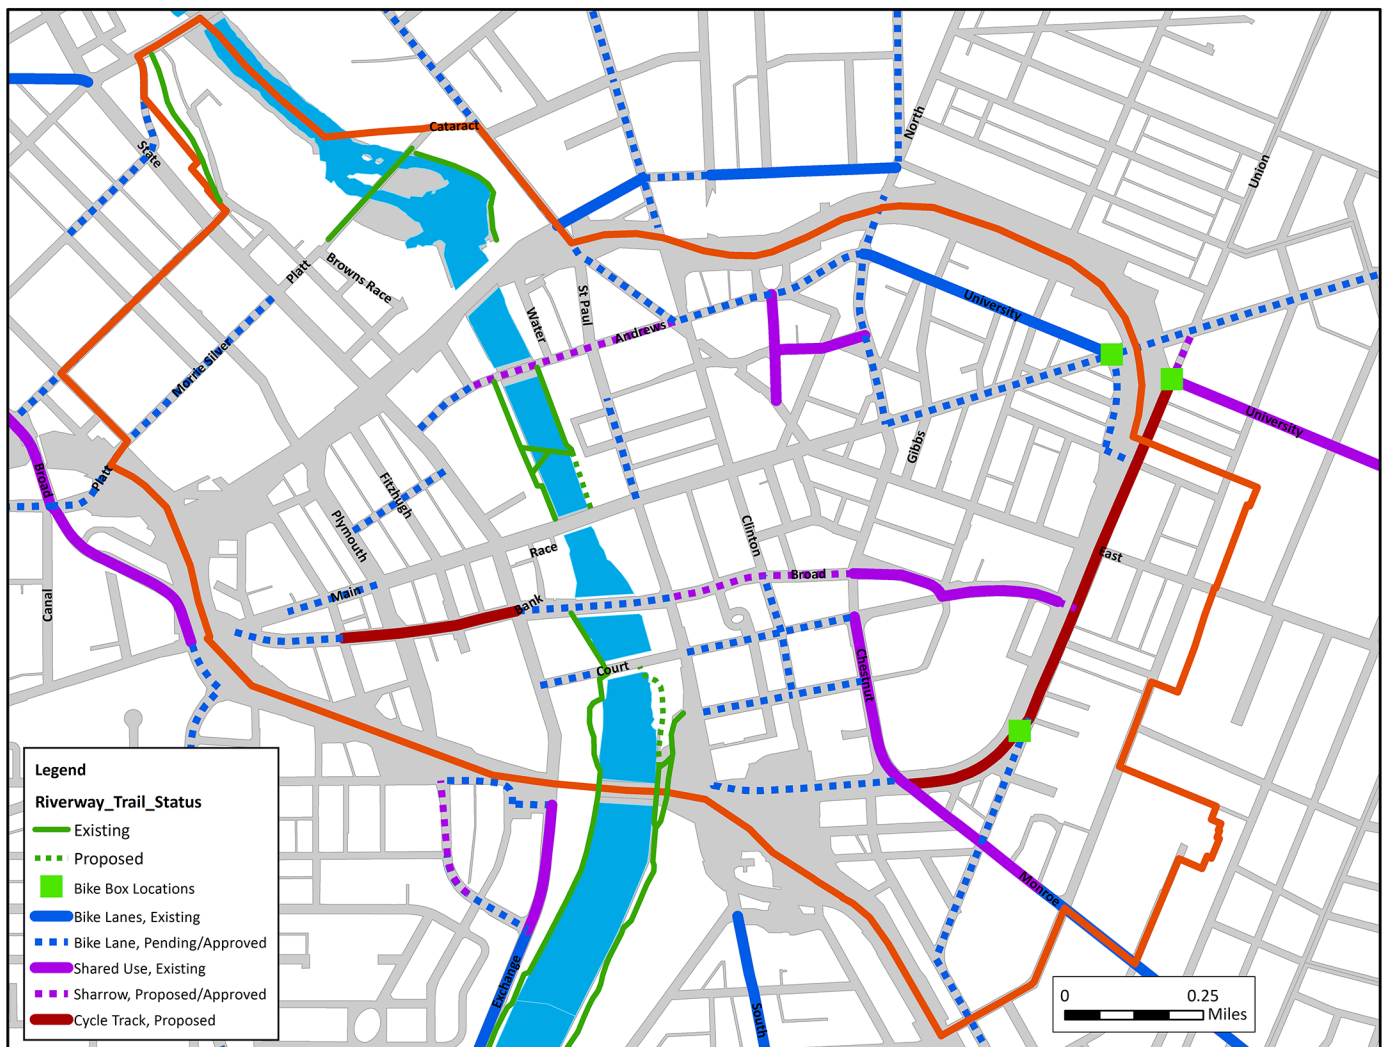 Cataract
North
State
Union
Platt
Browns Race
St Paul
Water
University
Andrews
Morrie Silver
University
Gibbs
Broad
Platt
Fitzhugh
Plymouth
Clinton
Race
East
Broad
Main
Bank
Canal
Court
Chestnut
Monroe
Exchange
South
Legend
Riverway_Trail_Status
Existing
Proposed
Bike Box Locations
Bike Lanes, Existing
Bike Lane, Pending/Approved
Shared Use, Existing
Sharrow, Proposed/Approved
Cycle Track, Proposed
0 0.25
Miles